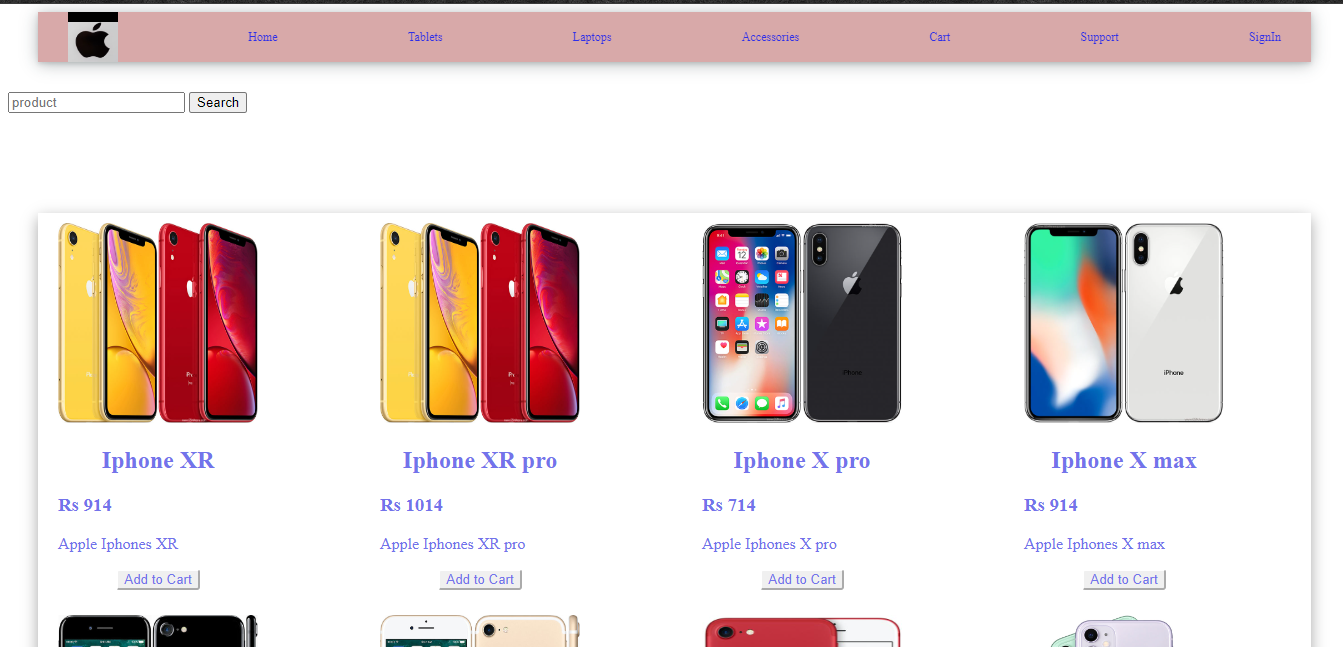 Home Tablets Laptops Accessories Cart Support SignIn
product Search
iPhone
Iphone XR Iphone XR pro Iphone X pro Iphone X max
Rs 914 Rs 1014 Rs 714 Rs 914
Apple Iphones XR Apple Iphones XR pro Apple Iphones X pro Apple Iphones X max
Add to Cart Add to Cart Add to Cart Add to Cart